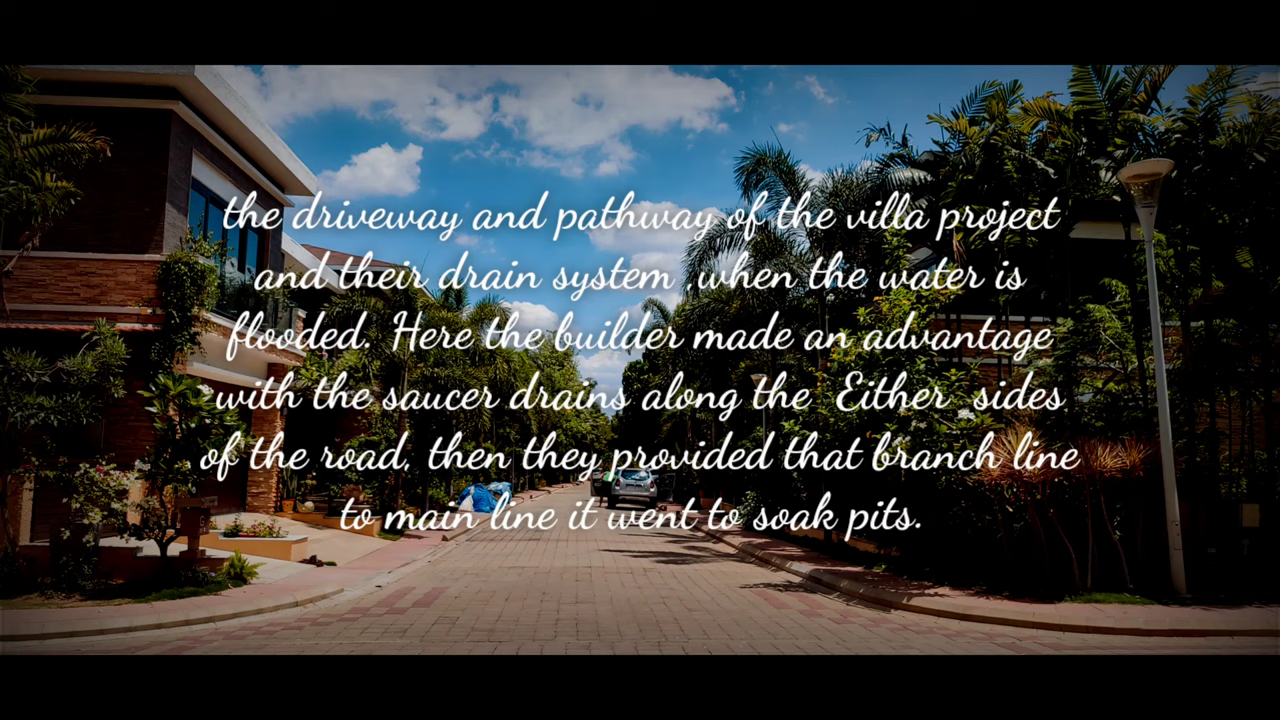 the driveway and pathway of the villa project
and their drain system ,when the water is
flooded. Here the builder made an advantage
with the saucer drains along the Either sides
of the road, then they provided that branch line
to main line it went to soak pits.